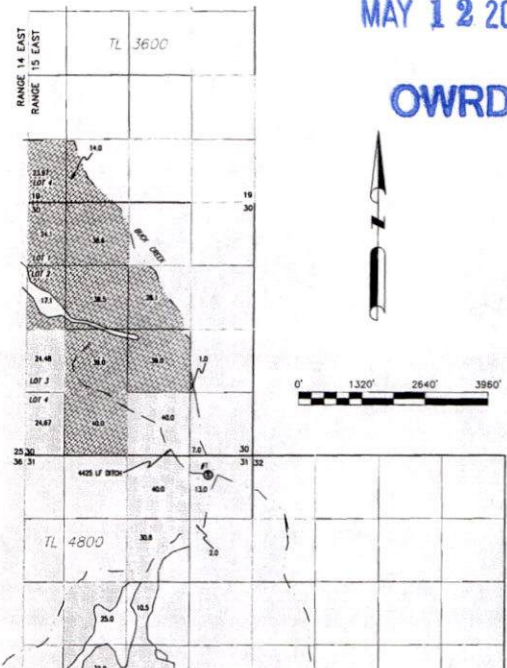 MAY 12 20
OWRD
RANGE 14 EAST
RANGE 15 EAST
TL 3600
14.0
LOT 4
19
30
19
30
BUCK CREEK
LOT 1
LOT 2
17.1
38.5
1.0
24.48
LOT 3
LOT 4
24.67
40.0
40.0
7.0
25 30
36 31
30
31 32
#1
4425 LF DITCH
40.0
13.0
TL 4800
30.8
2.0
25.0
10.5
N
0' 1320' 2640' 3960'